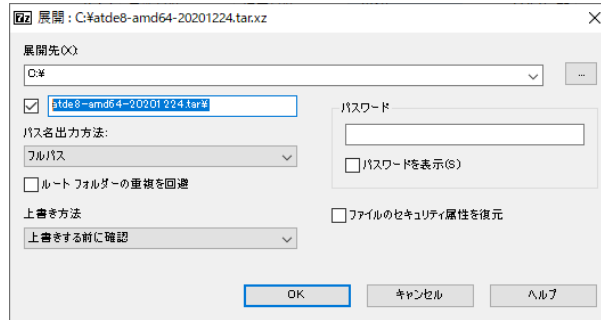 7z 展開 : C:¥atde8-amd64-20201224.tar.xz
展開先(X):
C:¥
...
atde8-amd64-20201224.tar¥
パスワード
パス名出力方法:
フルパス
パスワードを表示(S)
ルート フォルダーの重複を回避
上書き方法
ファイルのセキュリティ属性を復元
上書きする前に確認
OK
キャンセル
ヘルプ